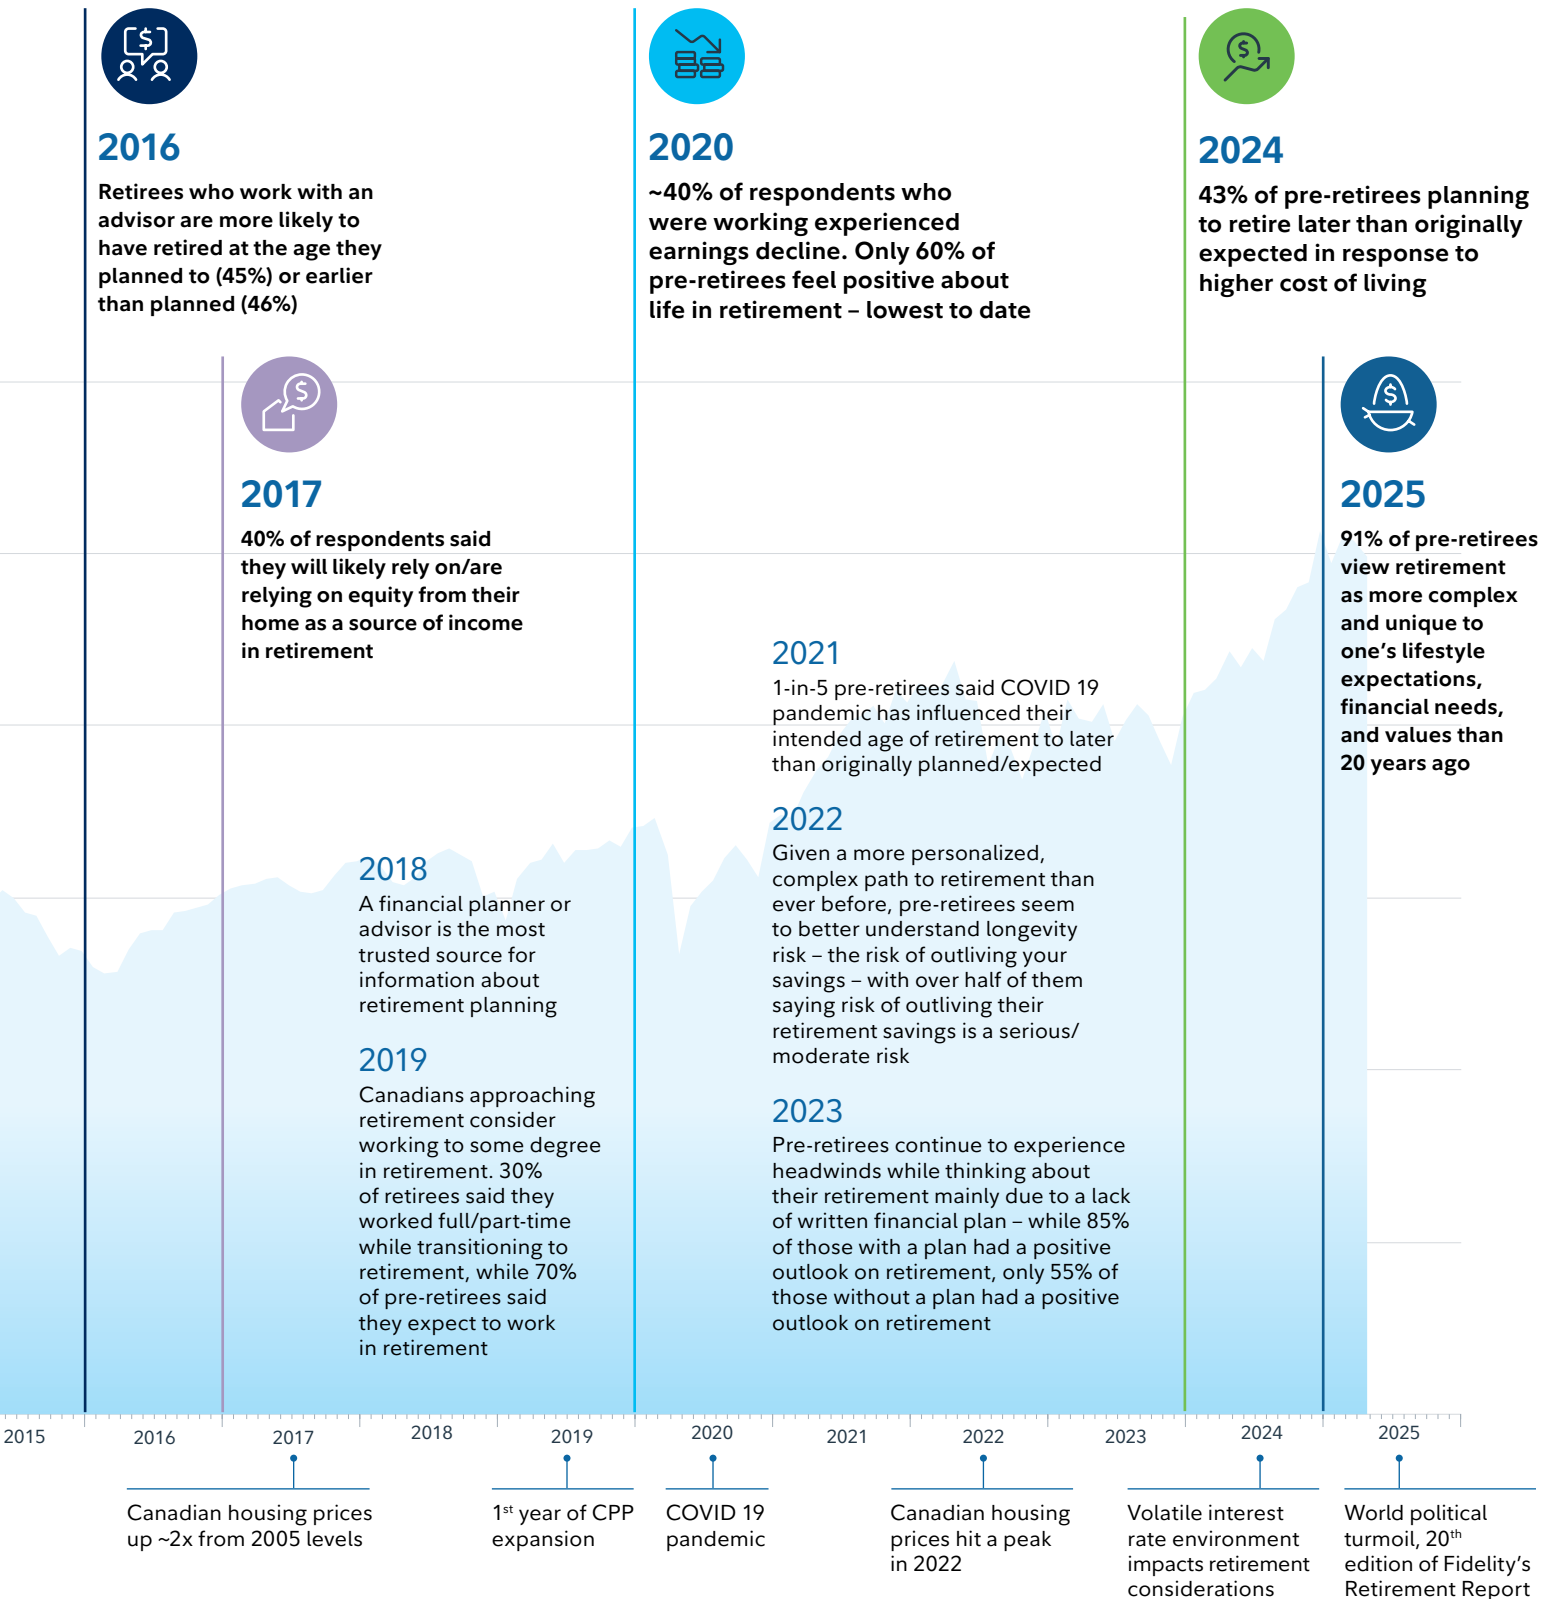 2016
Retirees who work with an
advisor are more likely to
have retired at the age they
planned to (45%) or earlier
than planned (46%)
2020
~40% of respondents who
were working experienced
earnings decline. Only 60% of
pre-retirees feel positive about
life in retirement – lowest to date
2024
43% of pre-retirees planning
to retire later than originally
expected in response to
higher cost of living
2017
40% of respondents said
they will likely rely on/are
relying on equity from their
home as a source of income
in retirement
2025
91% of pre-retirees
view retirement
as more complex
and unique to
one’s lifestyle
expectations,
financial needs,
and values than
20 years ago
2018
A financial planner or
advisor is the most
trusted source for
information about
retirement planning
2019
Canadians approaching
retirement consider
working to some degree
in retirement. 30%
of retirees said they
worked full/part-time
while transitioning to
retirement, while 70%
of pre-retirees said
they expect to work
in retirement
2021
1-in-5 pre-retirees said COVID 19
pandemic has influenced their
intended age of retirement to later
than originally planned/expected
2022
Given a more personalized,
complex path to retirement than
ever before, pre-retirees seem
to better understand longevity
risk – the risk of outliving your
savings – with over half of them
saying risk of outliving their
retirement savings is a serious/
moderate risk
2023
Pre-retirees continue to experience
headwinds while thinking about
their retirement mainly due to a lack
of written financial plan – while 85%
of those with a plan had a positive
outlook on retirement, only 55% of
those without a plan had a positive
outlook on retirement
2015 2016 2017 2018 2019 2020 2021 2022 2023 2024 2025
Canadian housing prices
up ~2x from 2005 levels
1st year of CPP
expansion
COVID 19
pandemic
Canadian housing
prices hit a peak
in 2022
Volatile interest
rate environment
impacts retirement
considerations
World political
turmoil, 20th
edition of Fidelity’s
Retirement Report